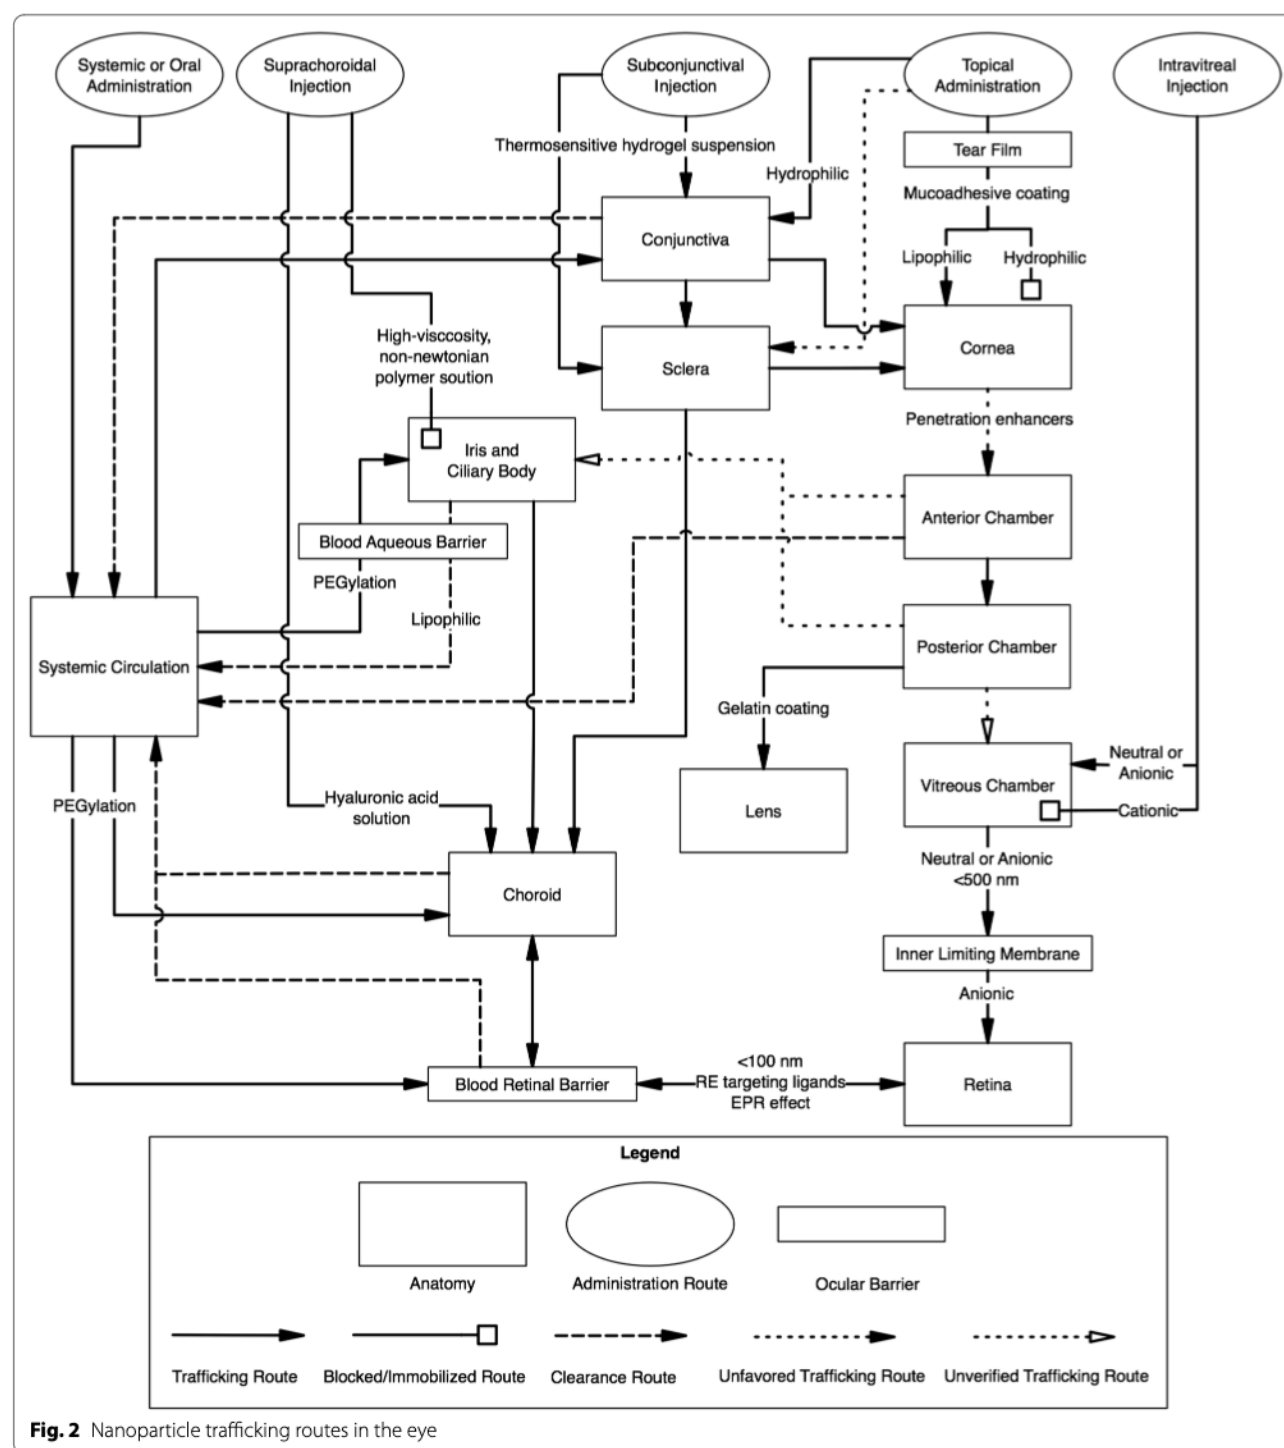 Systemic or Oral
Administration
Suprachoroidal
Injection
Subconjunctival
Injection
Topical
Administration
Intravitreal
Injection
Thermosensitive hydrogel suspension
Tear Film
Hydrophilic
Mucoadhesive coating
Conjunctiva
Lipophilic
Hydrophilic
High-visccosity,
non-newtonian
polymer soution
Sclera
Cornea
Penetration enhancers
Iris and
Ciliary Body
Anterior Chamber
Blood Aqueous Barrier
PEGylation
Lipophilic
Systemic Circulation
Posterior Chamber
Gelatin coating
Neutral or
Anionic
Vitreous Chamber
Cationic
Lens
PEGylation
Hyaluronic acid
solution
Neutral or Anionic
<500 nm
Choroid
Inner Limiting Membrane
Anionic
<100 nm
RE targeting ligands
EPR effect
Blood Retinal Barrier
Retina
Legend
Anatomy
Administration Route
Ocular Barrier
Trafficking Route
Blocked/Immobilized Route
Clearance Route
Unfavored Trafficking Route
Unverified Trafficking Route
Fig. 2 Nanoparticle trafficking routes in the eye